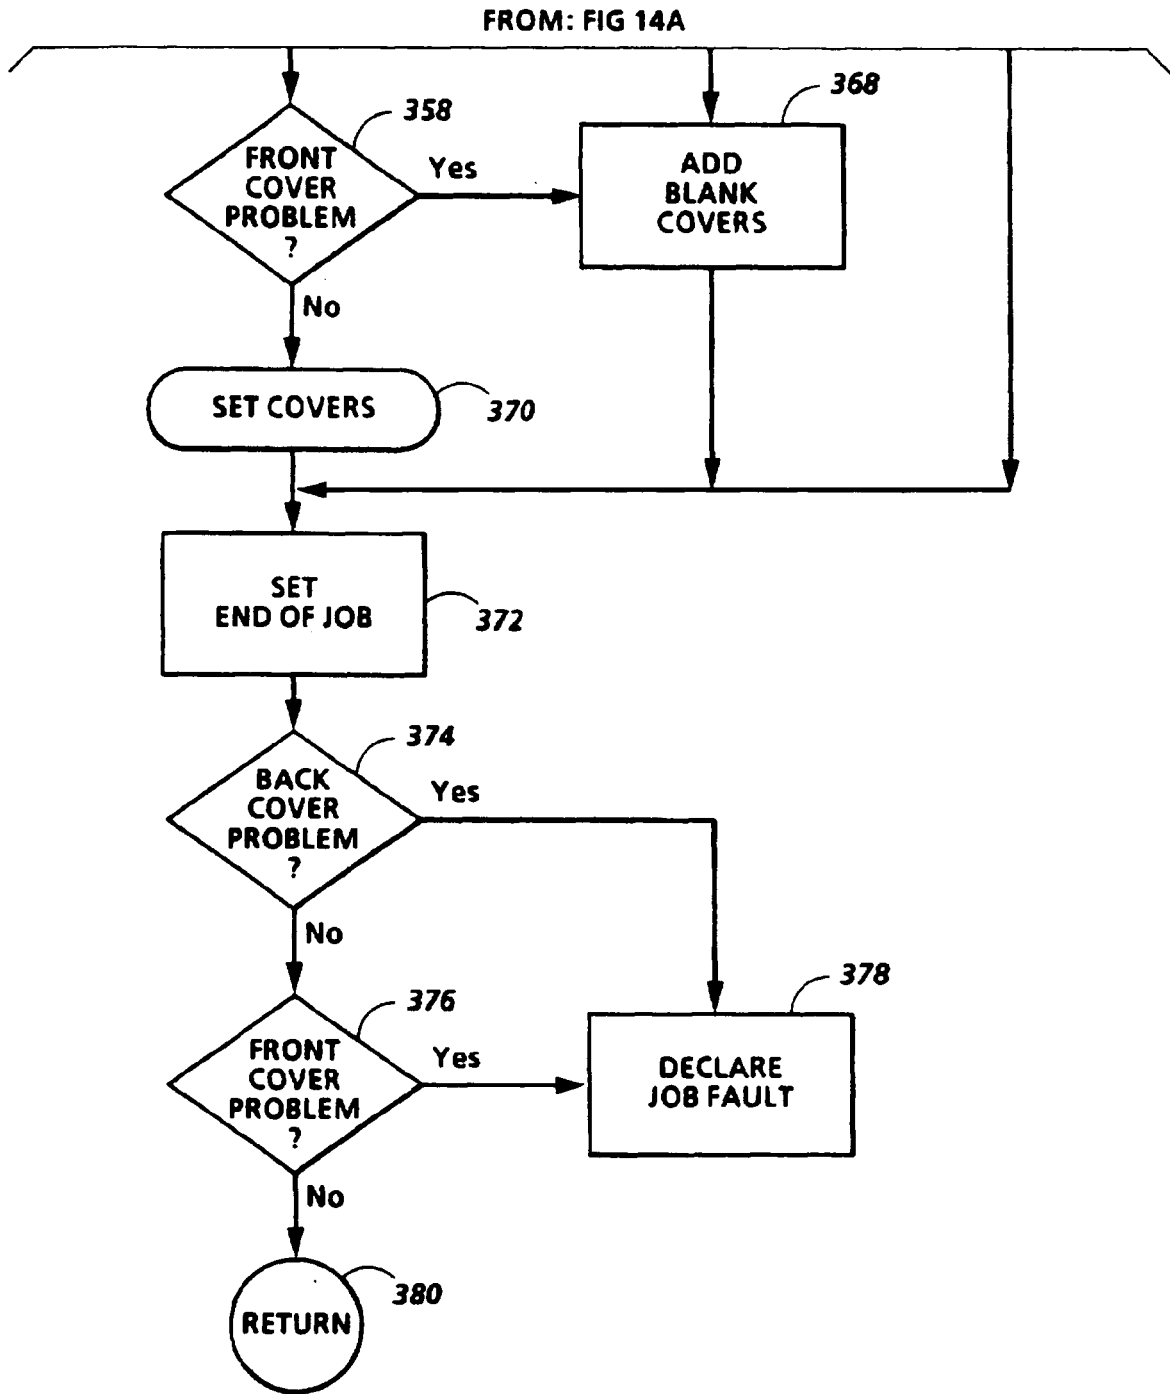 FROM: FIG 14A
358
FRONT
COVER
PROBLEM
?
Yes
No
368
ADD
BLANK
COVERS
SET COVERS
370
SET
END OF JOB
372
374
BACK
COVER
PROBLEM
?
Yes
No
376
FRONT
COVER
PROBLEM
?
Yes
No
378
DECLARE
JOB FAULT
RETURN
380